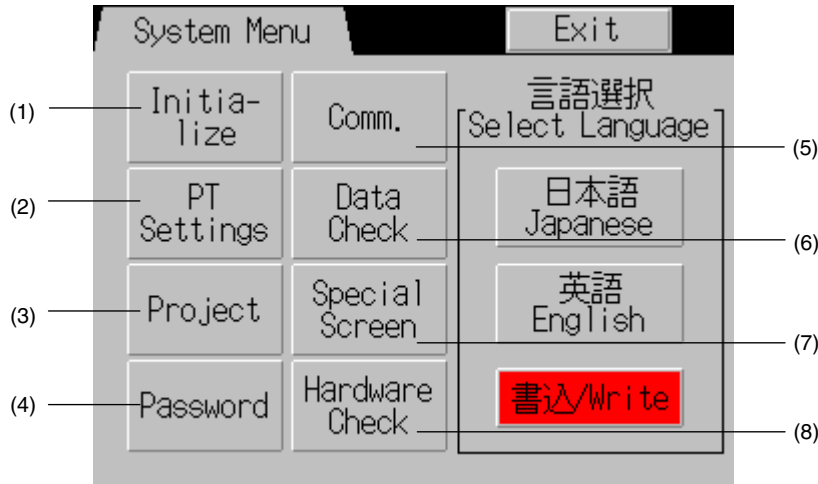 System Menu
Exit
(1)
Initia-
lize
Comm.
言語選択
Select Language
(5)
(2)
PT
Settings
Data
Check
日本語
Japanese
(6)
(3)
Project
Special
Screen
英語
English
(7)
(4)
Password
Hardware
Check
書込/Write
(8)